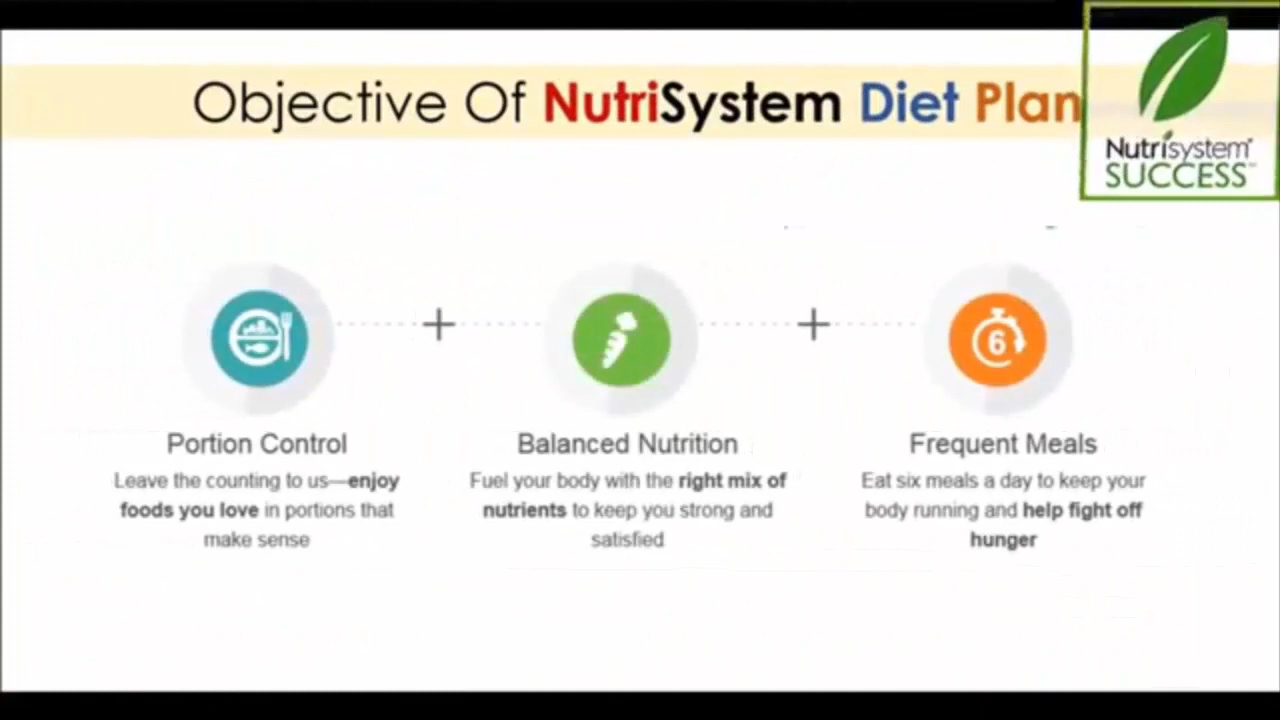 Objective Of NutriSystem Diet Plan
Nutrisystem®
SUCCESS™
6
Portion Control
Leave the counting to us—enjoy
foods you love in portions that
make sense
Balanced Nutrition
Fuel your body with the right mix of
nutrients to keep you strong and
satisfied
Frequent Meals
Eat six meals a day to keep your
body running and help fight off
hunger